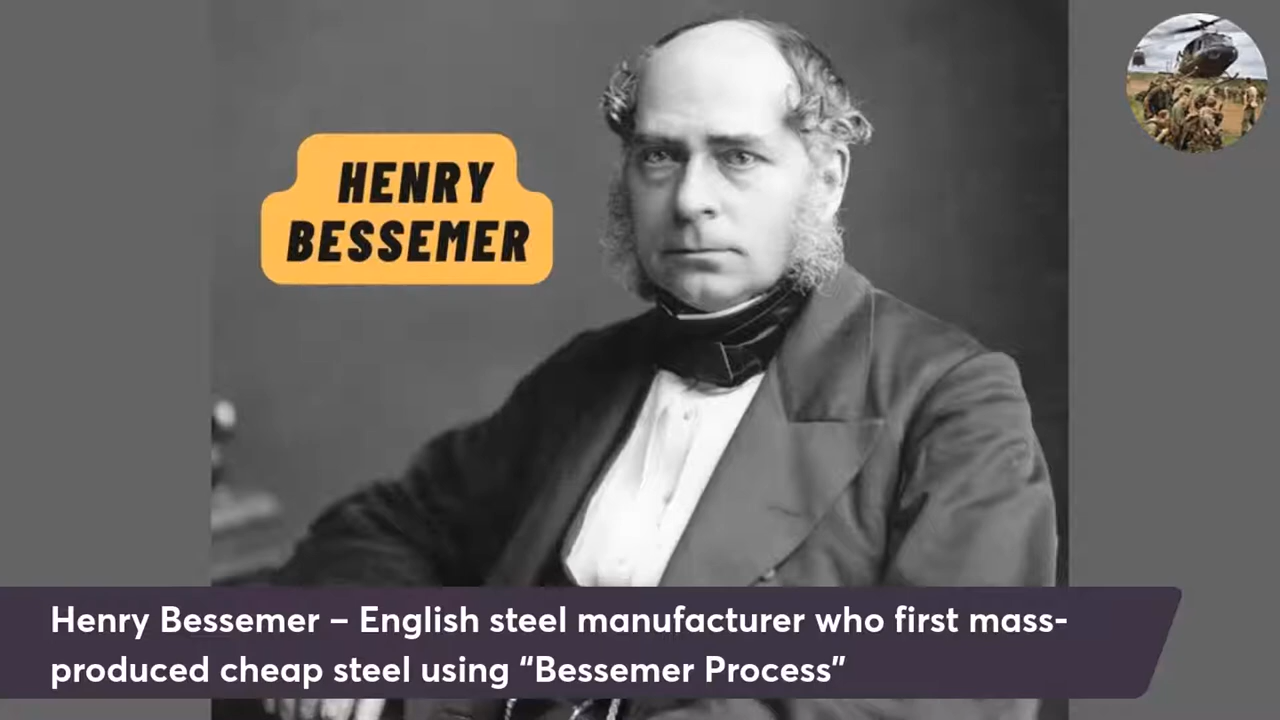 HENRY
BESSEMER
Henry Bessemer – English steel manufacturer who first mass-
produced cheap steel using “Bessemer Process”